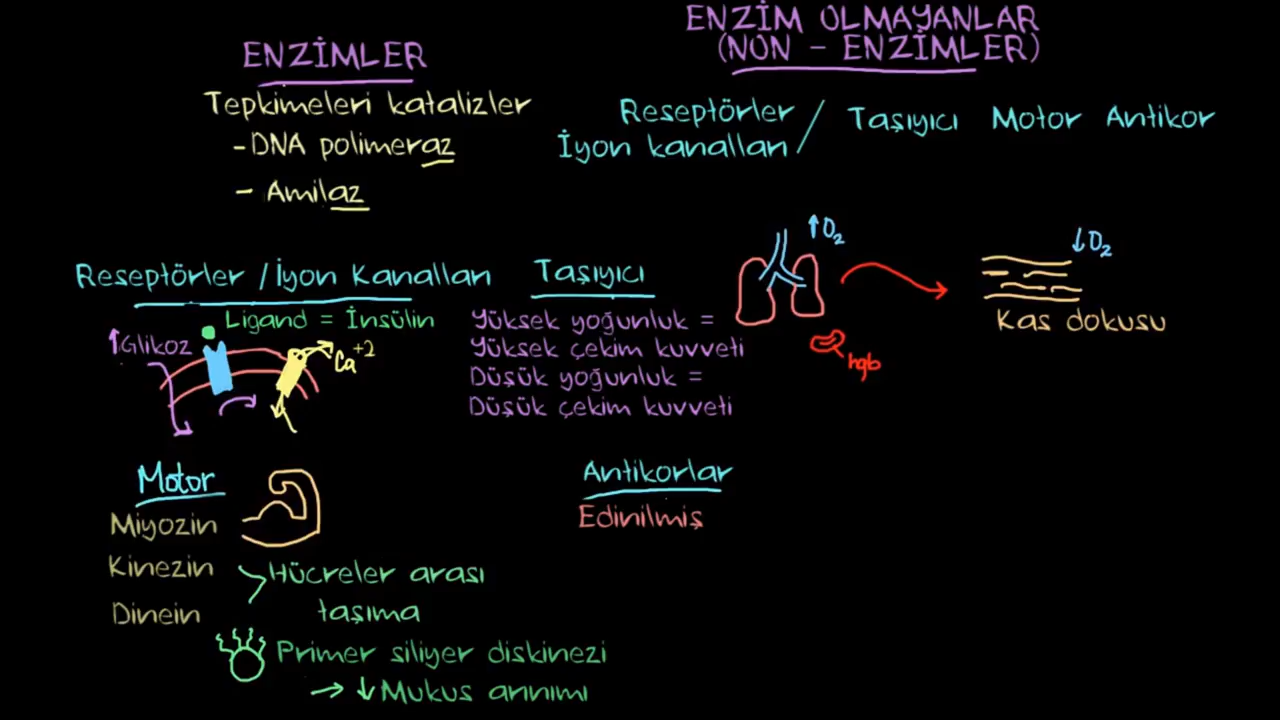 ENZİMLER
Tepkimeleri katalizler
-DNA polimeraz
- Amilaz
ENZİM OLMAYANLAR
(NON - ENZİMLER)
Reseptörler / Taşıyıcı Motor Antikor
İyon kanalları /
Reseptörler / İyon Kanalları
Ligand = İnsülin
↑Glikoz
Ca+2
Taşıyıcı
Yüksek yoğunluk =
Yüksek çekim kuvveti
Düşük yoğunluk =
Düşük çekim kuvveti
↑O2
hgb
↓O2
Kas dokusu
Motor
Miyozin
Kinezin
Dinein
Hücreler arası
taşıma
Primer siliyer diskinezi
→ ↓Mukus arınımı
Antikorlar
Edinilmiş